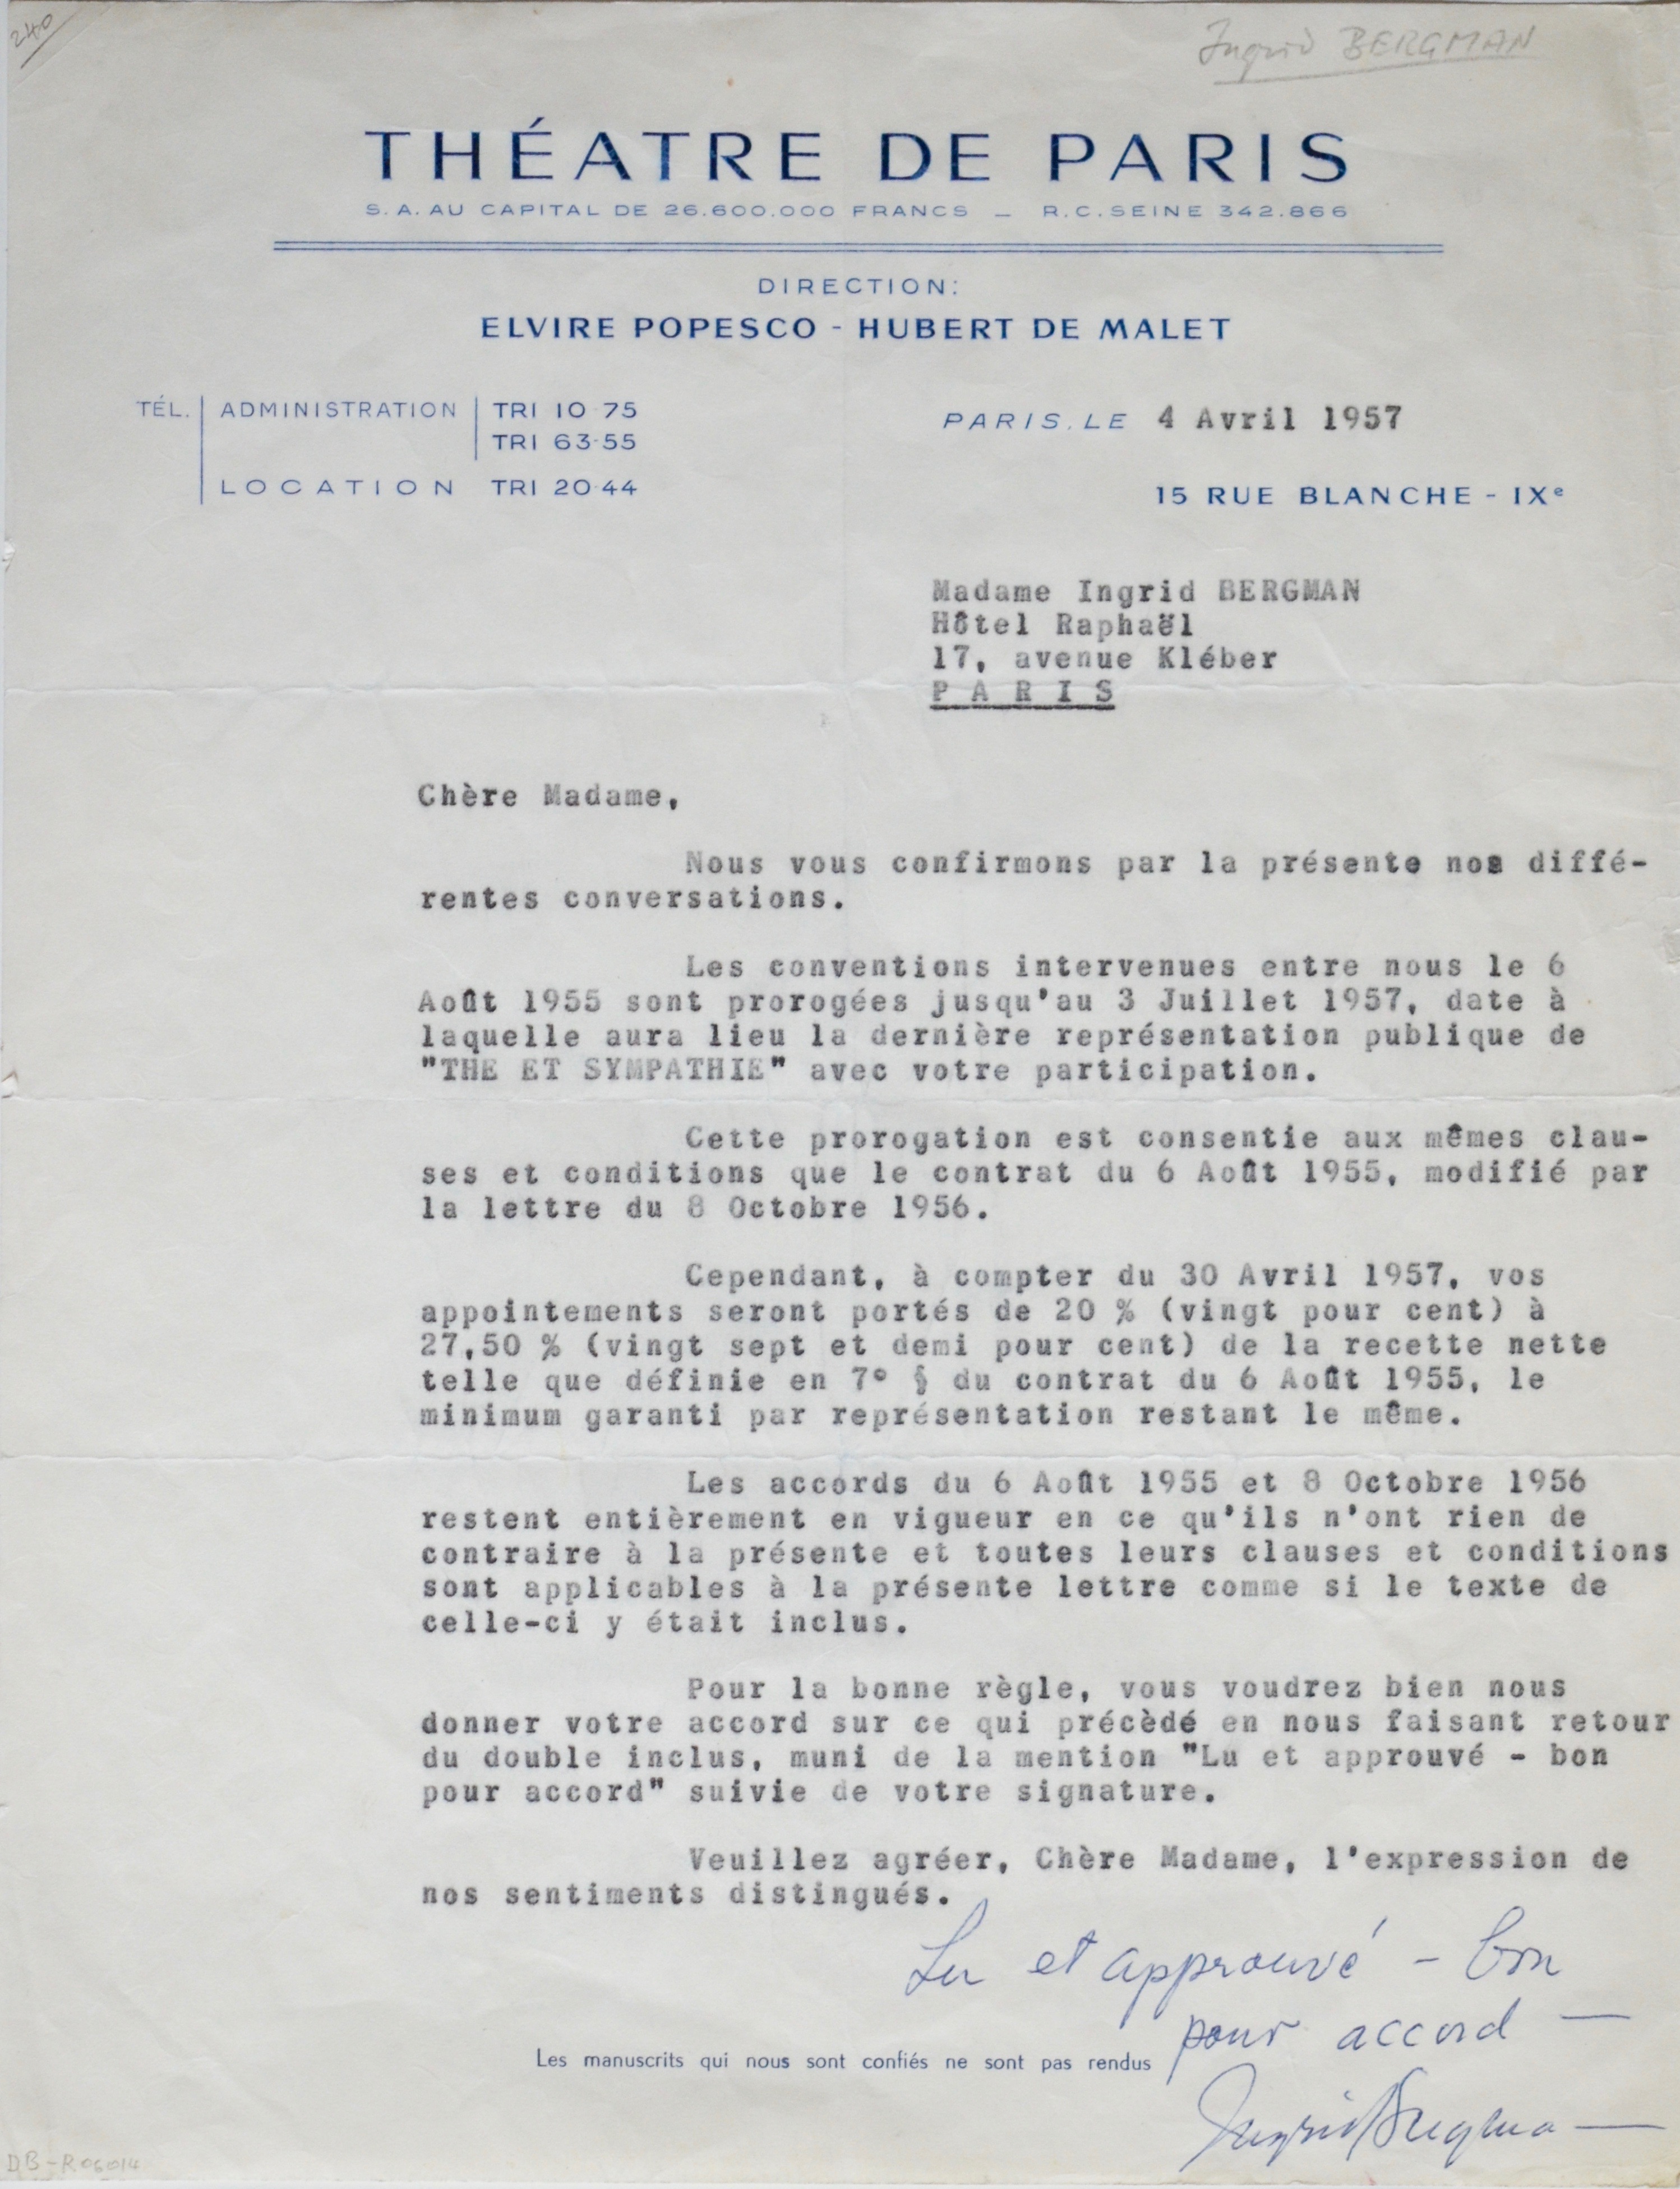 240
Ingrid BERGMAN
THÉATRE DE PARIS
S.A. AU CAPITAL DE 26.600.000 FRANCS _ R.C. SEINE 342.866
DIRECTION:
ELVIRE POPESCO - HUBERT DE MALET
TÉL. ADMINISTRATION TRI 10-75
TRI 63-55
LOCATION TRI 20-44
PARIS, LE 4 Avril 1957
15 RUE BLANCHE - IXe
Madame Ingrid BERGMAN
Hôtel Raphaël
17, avenue Kléber
P A R I S
Chère Madame,
Nous vous confirmons par la présente nos diffé-
rentes conversations.
Les conventions intervenues entre nous le 6
Août 1955 sont prorogées jusqu'au 3 Juillet 1957, date à
laquelle aura lieu la dernière représentation publique de
"THE ET SYMPATHIE" avec votre participation.
Cette prorogation est consentie aux mêmes clau-
ses et conditions que le contrat du 6 Août 1955, modifié par
la lettre du 8 Octobre 1956.
Cependant, à compter du 30 Avril 1957, vos
appointements seront portés de 20 % (vingt pour cent) à
27,50 % (vingt sept et demi pour cent) de la recette nette
telle que définie en 7° § du contrat du 6 Août 1955, le
minimum garanti par représentation restant le même.
Les accords du 6 Août 1955 et 8 Octobre 1956
restent entièrement en vigueur en ce qu'ils n'ont rien de
contraire à la présente et toutes leurs clauses et conditions
sont applicables à la présente lettre comme si le texte de
celle-ci y était inclus.
Pour la bonne règle, vous voudrez bien nous
donner votre accord sur ce qui précèdé en nous faisant retour
du double inclus, muni de la mention "Lu et approuvé - bon
pour accord" suivie de votre signature.
Veuillez agréer, Chère Madame, l'expression de
nos sentiments distingués.
Lu et approuvé - bon
pour accord —
Les manuscrits qui nous sont confiés ne sont pas rendus
Ingrid Bergman
DB-R06014